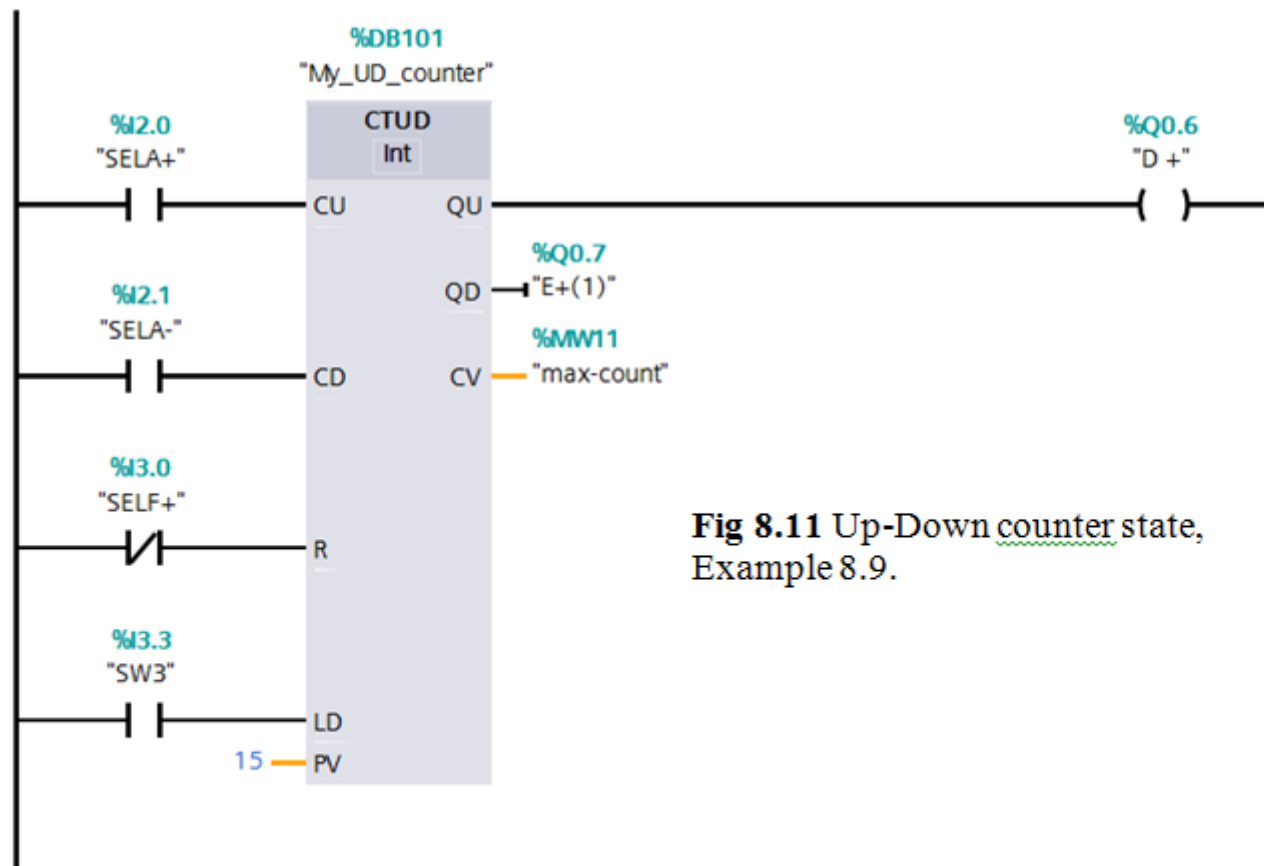 %DB101
"My_UD_counter"
CTUD
Int
%I2.0
"SELA+"
CU
QU
%Q0.6
"D +"
%Q0.7
QD
"E+(1)"
%I2.1
"SELA-"
CD
%MW11
CV
"max-count"
%I3.0
"SELF+"
R
Fig 8.11 Up-Down counter state,
Example 8.9.
%I3.3
"SW3"
LD
15
PV